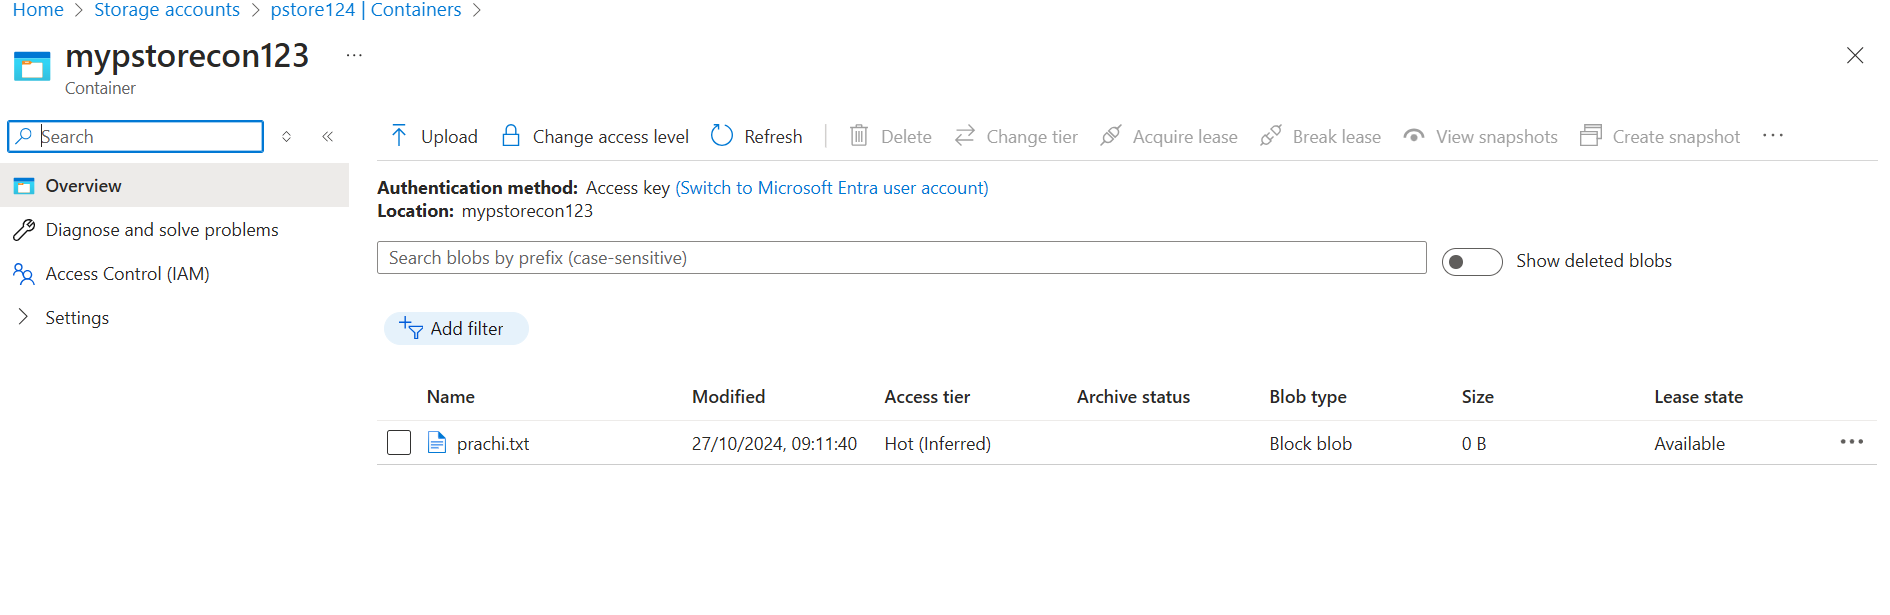 Home > Storage accounts > pstore124 | Containers >
mypstorecon123 ...
Container
Search
Overview
Diagnose and solve problems
Access Control (IAM)
Settings
Upload Change access level Refresh Delete Change tier Acquire lease Break lease View snapshots Create snapshot ...
Authentication method: Access key (Switch to Microsoft Entra user account)
Location: mypstorecon123
Search blobs by prefix (case-sensitive)
Show deleted blobs
Add filter
Name Modified Access tier Archive status Blob type Size Lease state
prachi.txt 27/10/2024, 09:11:40 Hot (Inferred) Block blob 0 B Available ...